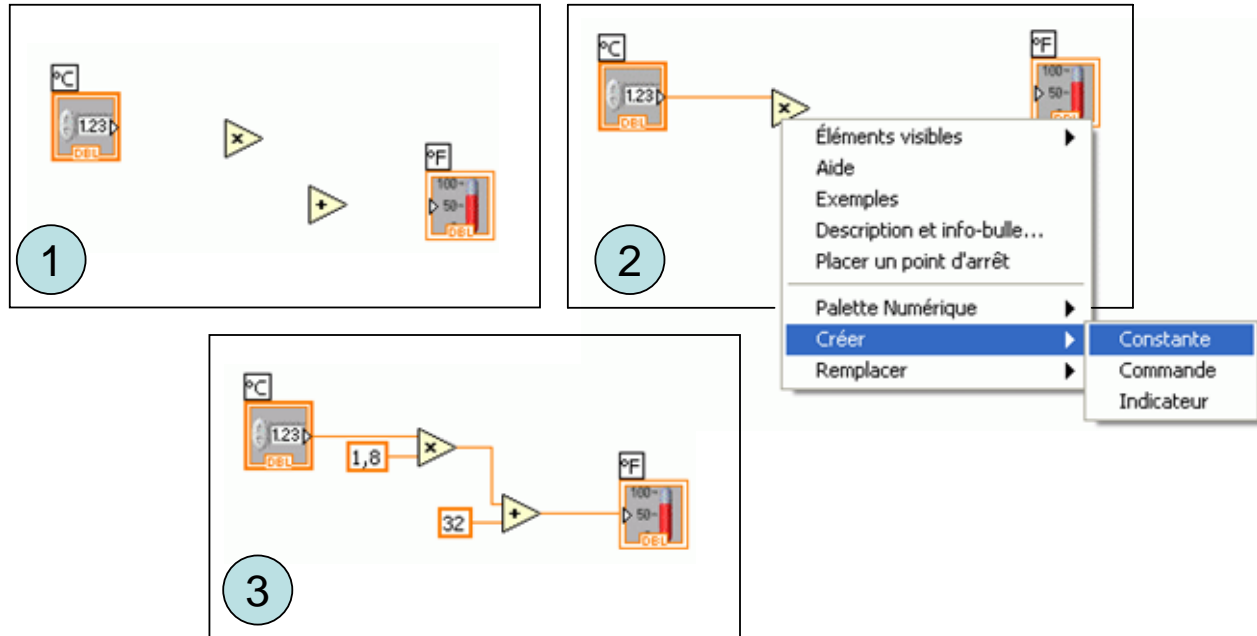 °C
1.23
DBL
×
+
°F
100
50
DBL
1
°C
1.23
DBL
×
°F
100
50
Éléments visibles
Aide
Exemples
Description et info-bulle...
Placer un point d'arrêt
Palette Numérique
Créer
Remplacer
Constante
Commande
Indicateur
2
°C
1.23
DBL
1,8
×
32
+
°F
100
50
DBL
3